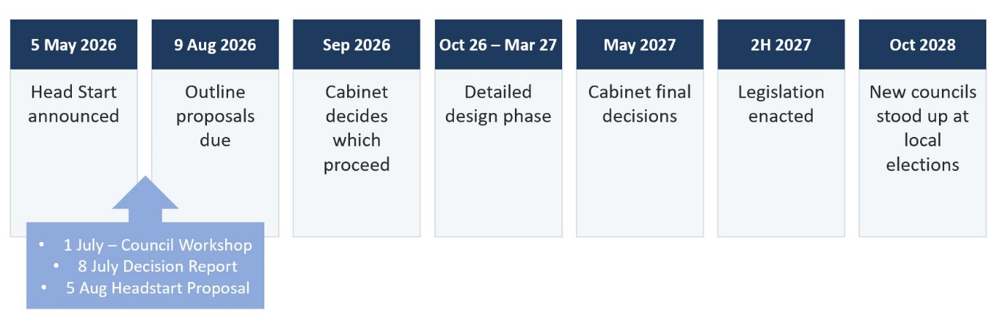 5 May 2026
Head Start
announced
9 Aug 2026
Outline
proposals
due
Sep 2026
Cabinet
decides
which
proceed
Oct 26 – Mar 27
Detailed
design phase
May 2027
Cabinet final
decisions
2H 2027
Legislation
enacted
Oct 2028
New councils
stood up at
local
elections
• 1 July – Council Workshop
• 8 July Decision Report
• 5 Aug Headstart Proposal